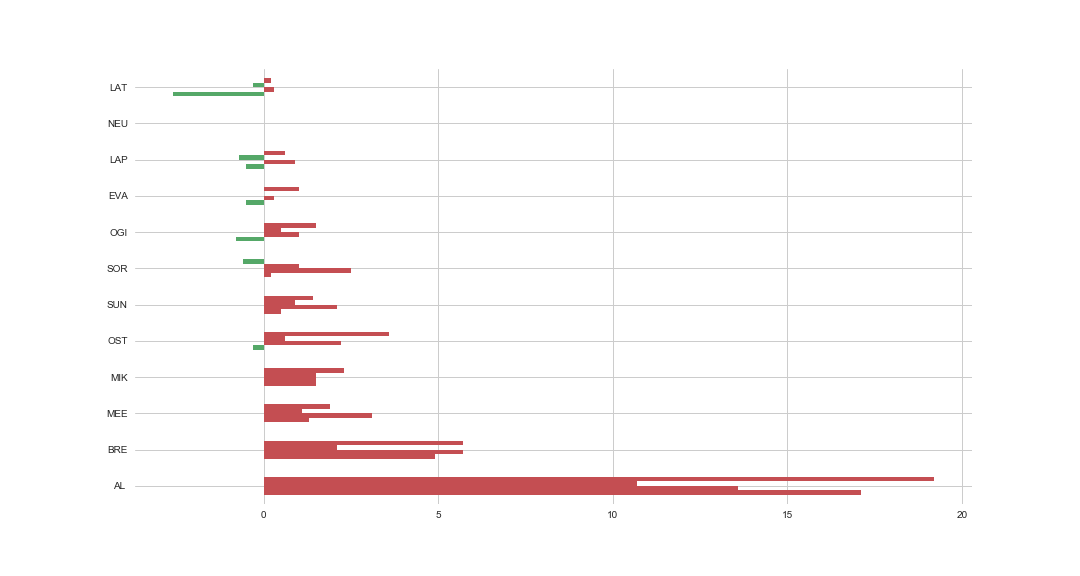 LAT
NEU
LAP
EVA
OGI
SOR
SUN
OST
MIK
MEE
BRE
AL
0 5 10 15 20